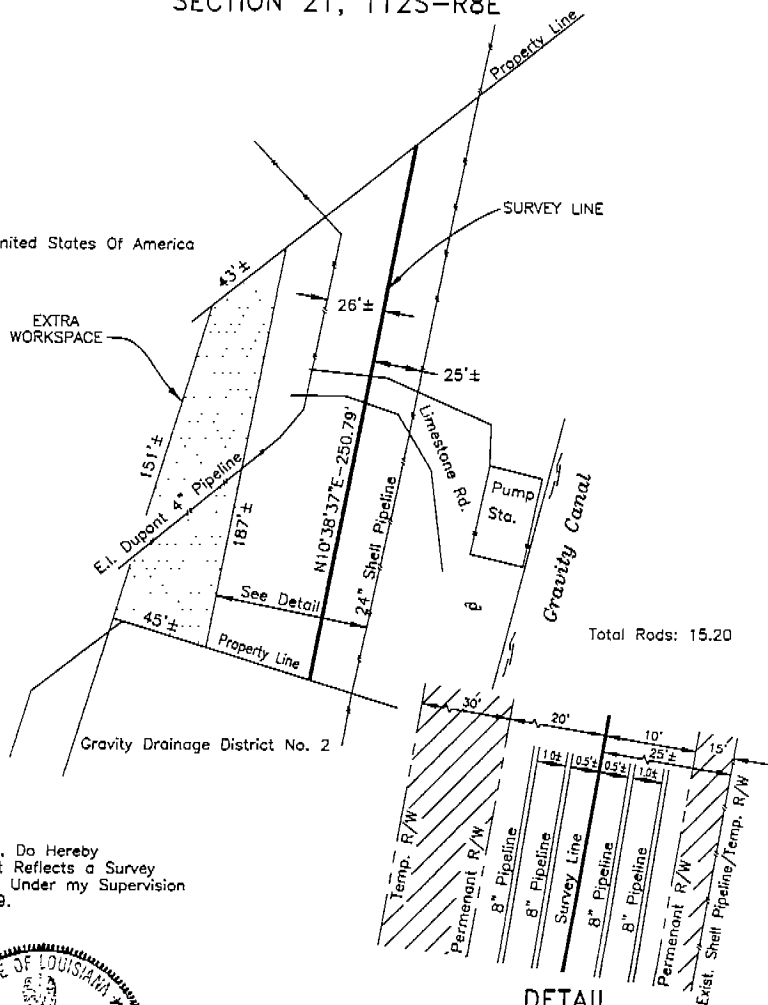 SECTION 21, T12S-R8E
Property Line
SURVEY LINE
nited States Of America
43'±
EXTRA
WORKSPACE
26'±
25'±
151'±
E.I. Dupont 4" Pipeline
187'±
N10°38'37"E-250.79'
Limestone Rd.
24" Shell Pipeline
Pump
Sta.
Gravity Canal
See Detail
45'±
Property Line
Total Rods: 15.20
Gravity Drainage District No. 2
30'
20'
10'
15'
25'±
1.0±
0.5'±
0.5'±
1.0±
Temp. R/W
Permenant R/W
8" Pipeline
8" Pipeline
Survey Line
8" Pipeline
8" Pipeline
Permenant R/W
Exist. Shell Pipeline/Temp. R/W
DETAIL
, Do Hereby
t Reflects a Survey
Under my Supervision
9.
E OF LOUISIANA